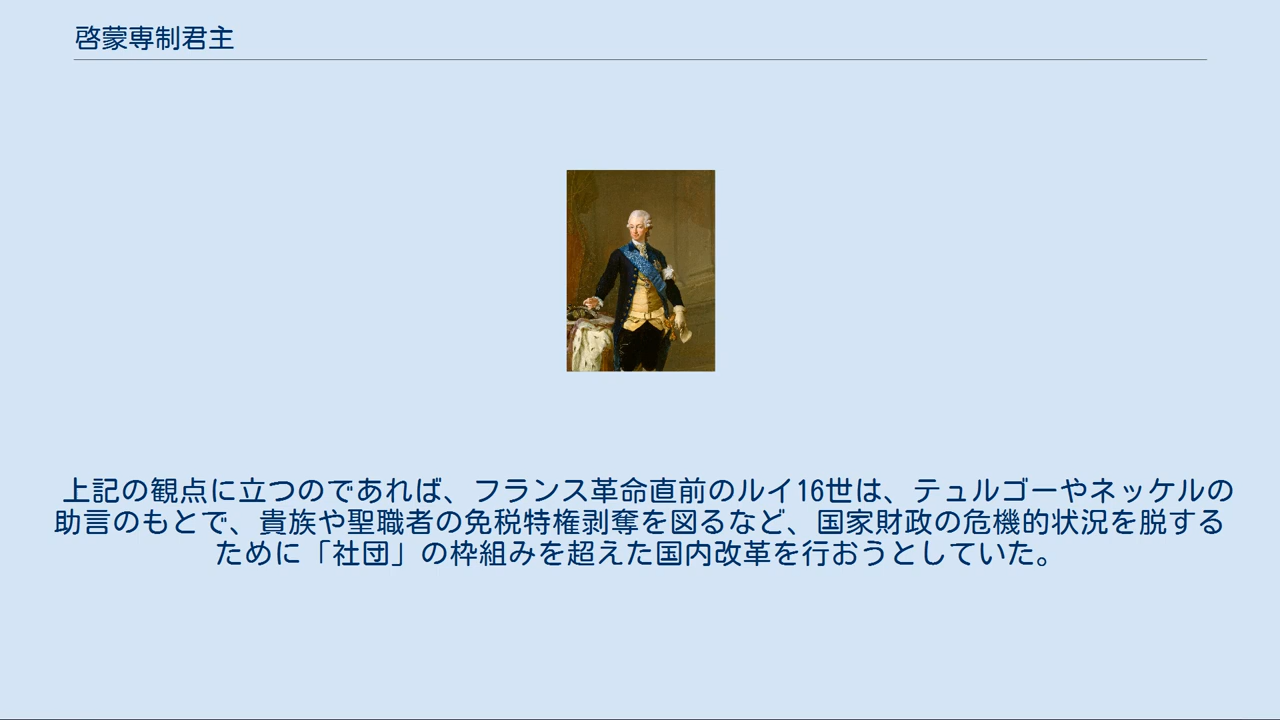 啓蒙専制君主
上記の観点に立つのであれば、フランス革命直前のルイ16世は、テュルゴーやネッケルの
助言のもとで、貴族や聖職者の免税特権剥奪を図るなど、国家財政の危機的状況を脱する
ために「社団」の枠組みを超えた国内改革を行おうとしていた。